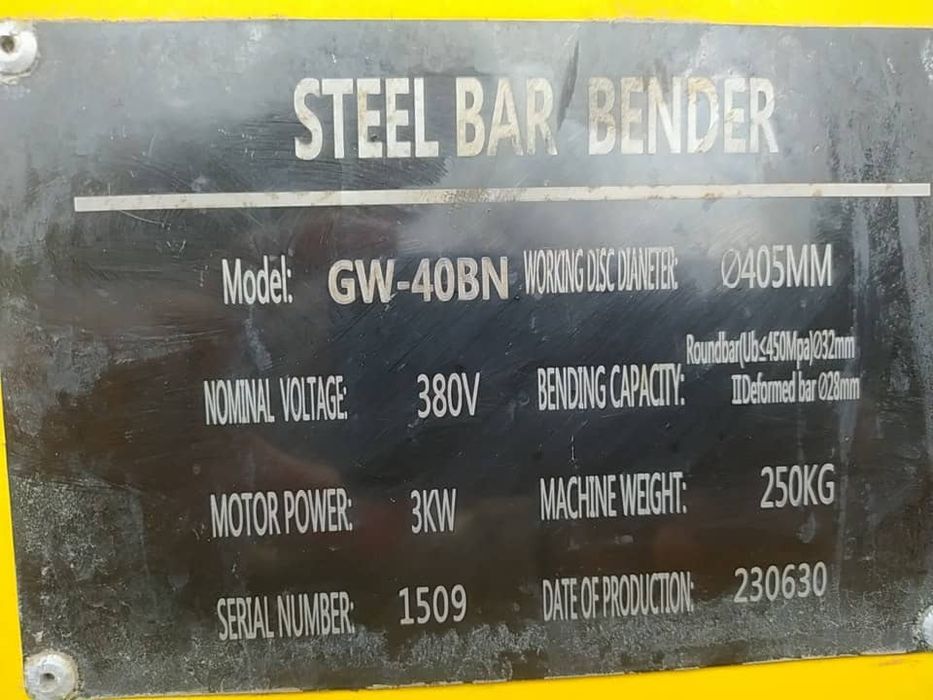 STEEL BAR BENDER
Model: GW-40BN WORKING DISC DIANETER: Ø405MM
NOMINAL VOLTAGE: 380V BENDING CAPACITY: Roundbar(Ub<450Mpa)Ø32mm
ⅡDeformed bar Ø28mm
MOTOR POWER: 3KW MACHINE WEIGHT: 250KG
SERIAL NUMBER: 1509 DATE OF PRODUCTION: 230630